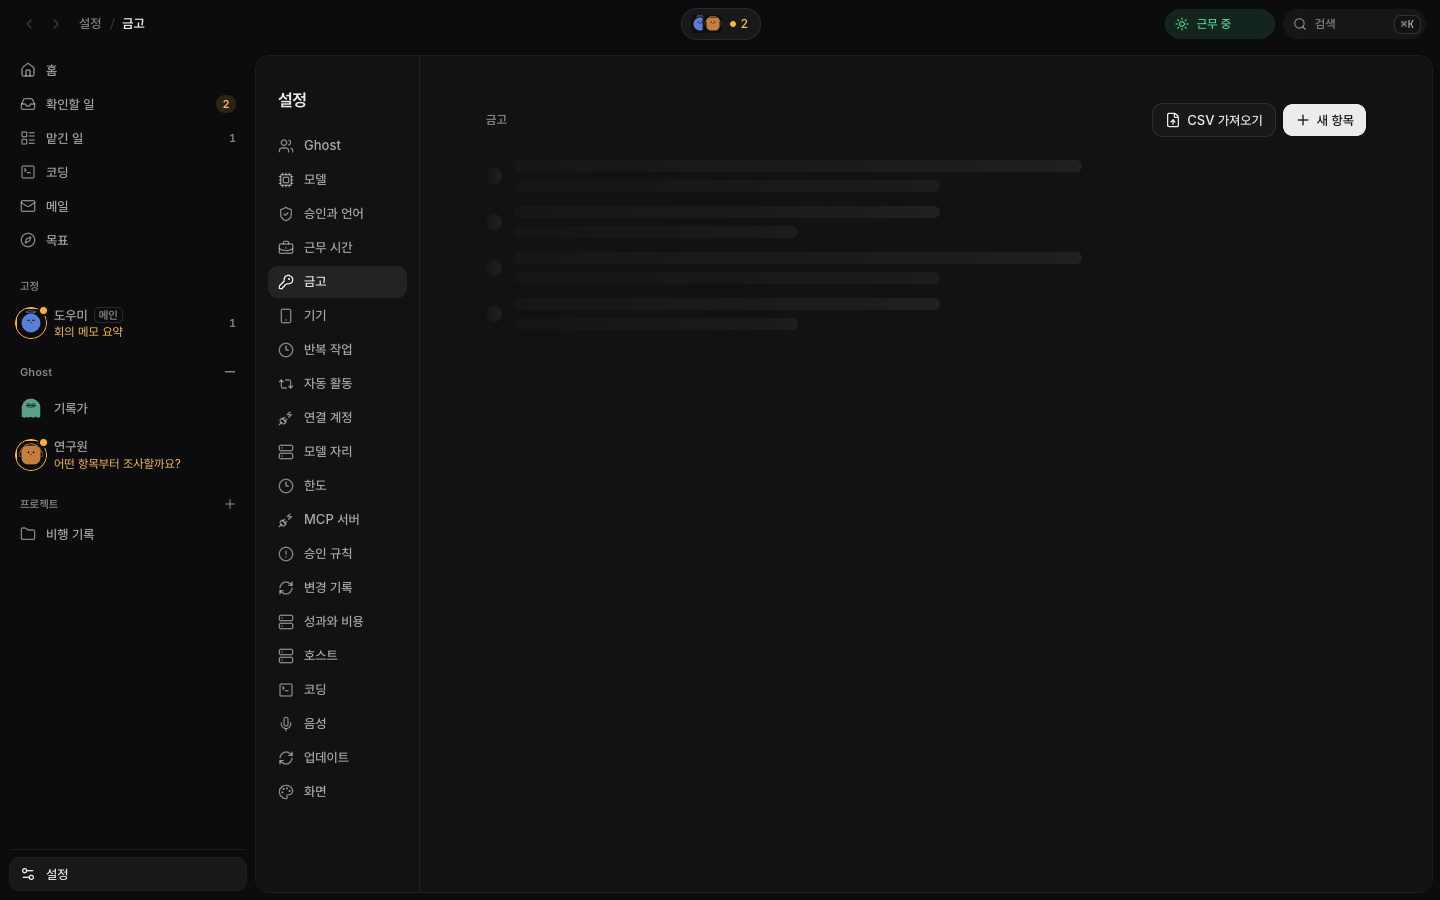 설정 / 금고
2
근무 중
검색
⌘K
홈
확인할 일
2
맡긴 일
1
코딩
메일
목표
고정
도우미 메인
회의 메모 요약
1
Ghost
기록가
연구원
어떤 항목부터 조사할까요?
프로젝트
비행 기록
설정
설정
Ghost
모델
승인과 언어
근무 시간
금고
기기
반복 작업
자동 활동
연결 계정
모델 자리
한도
MCP 서버
승인 규칙
변경 기록
성과와 비용
호스트
코딩
음성
업데이트
화면
금고
CSV 가져오기
새 항목